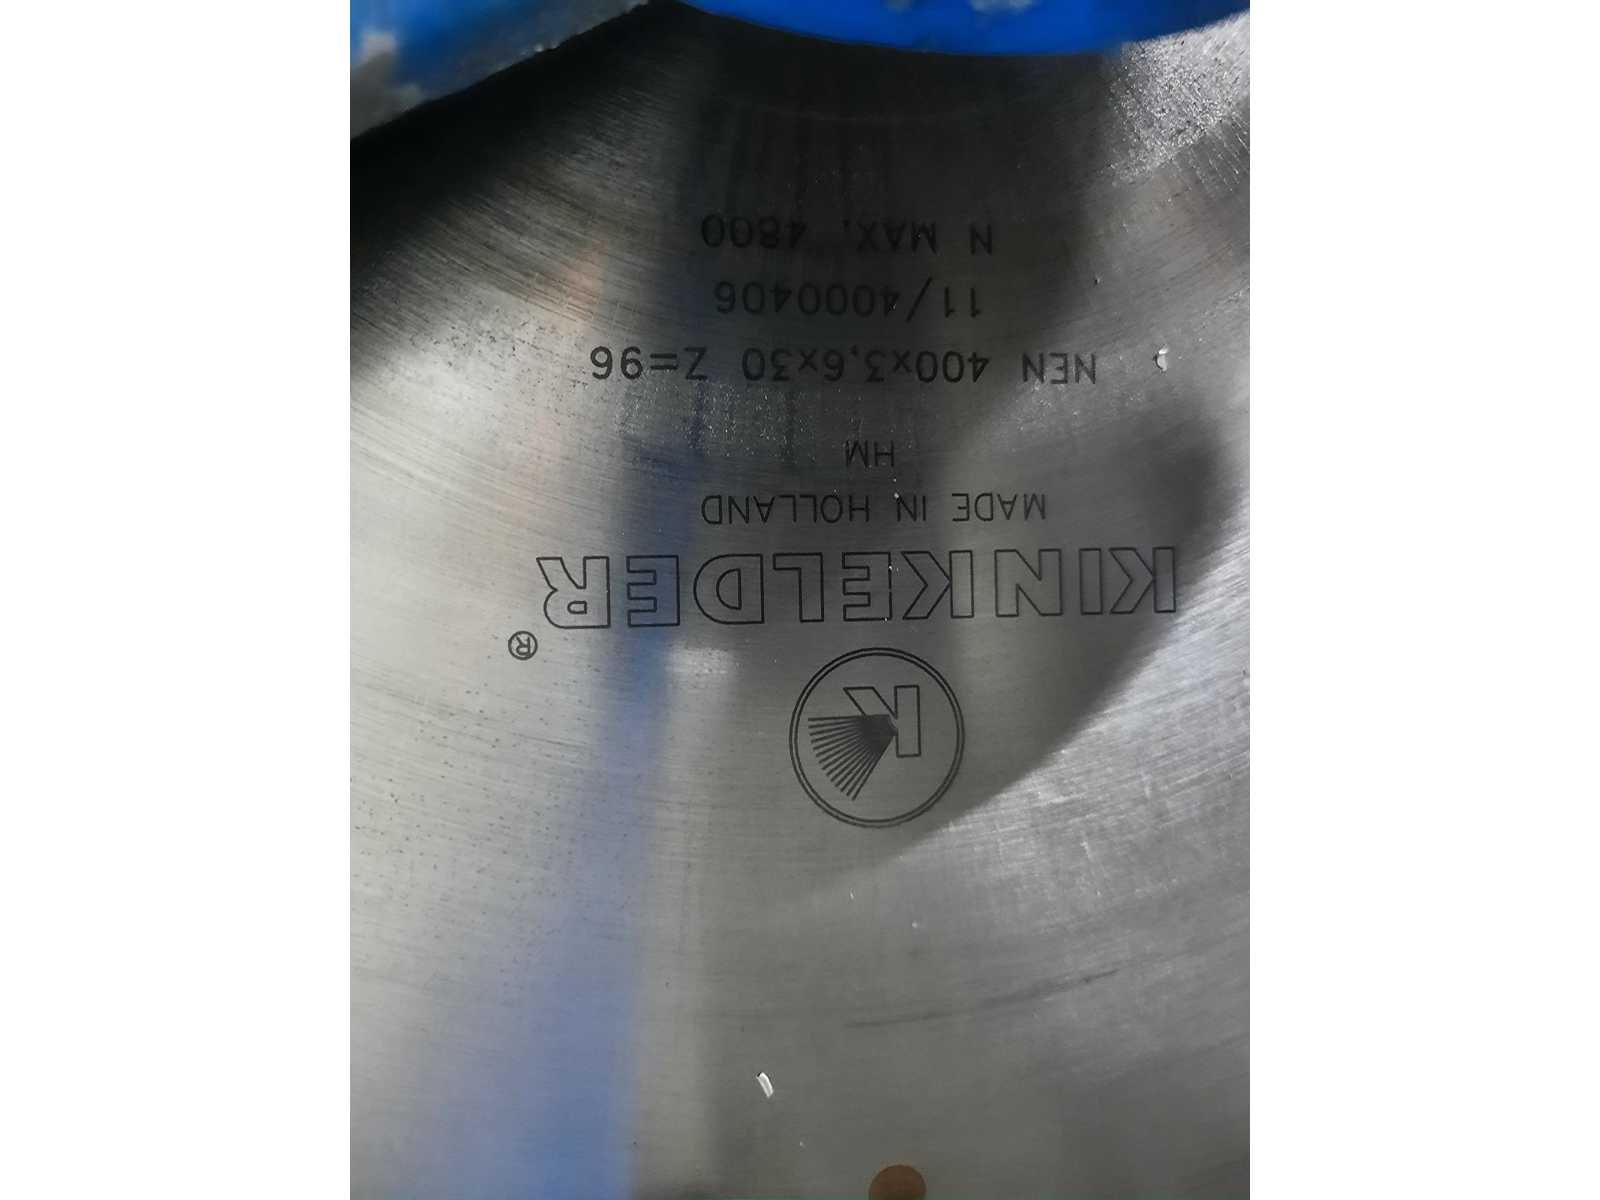 K
KINKELDER®
MADE IN HOLLAND
HM
NEN 400x3,6x30 Z=96
11/4000406
N MAX. 4800